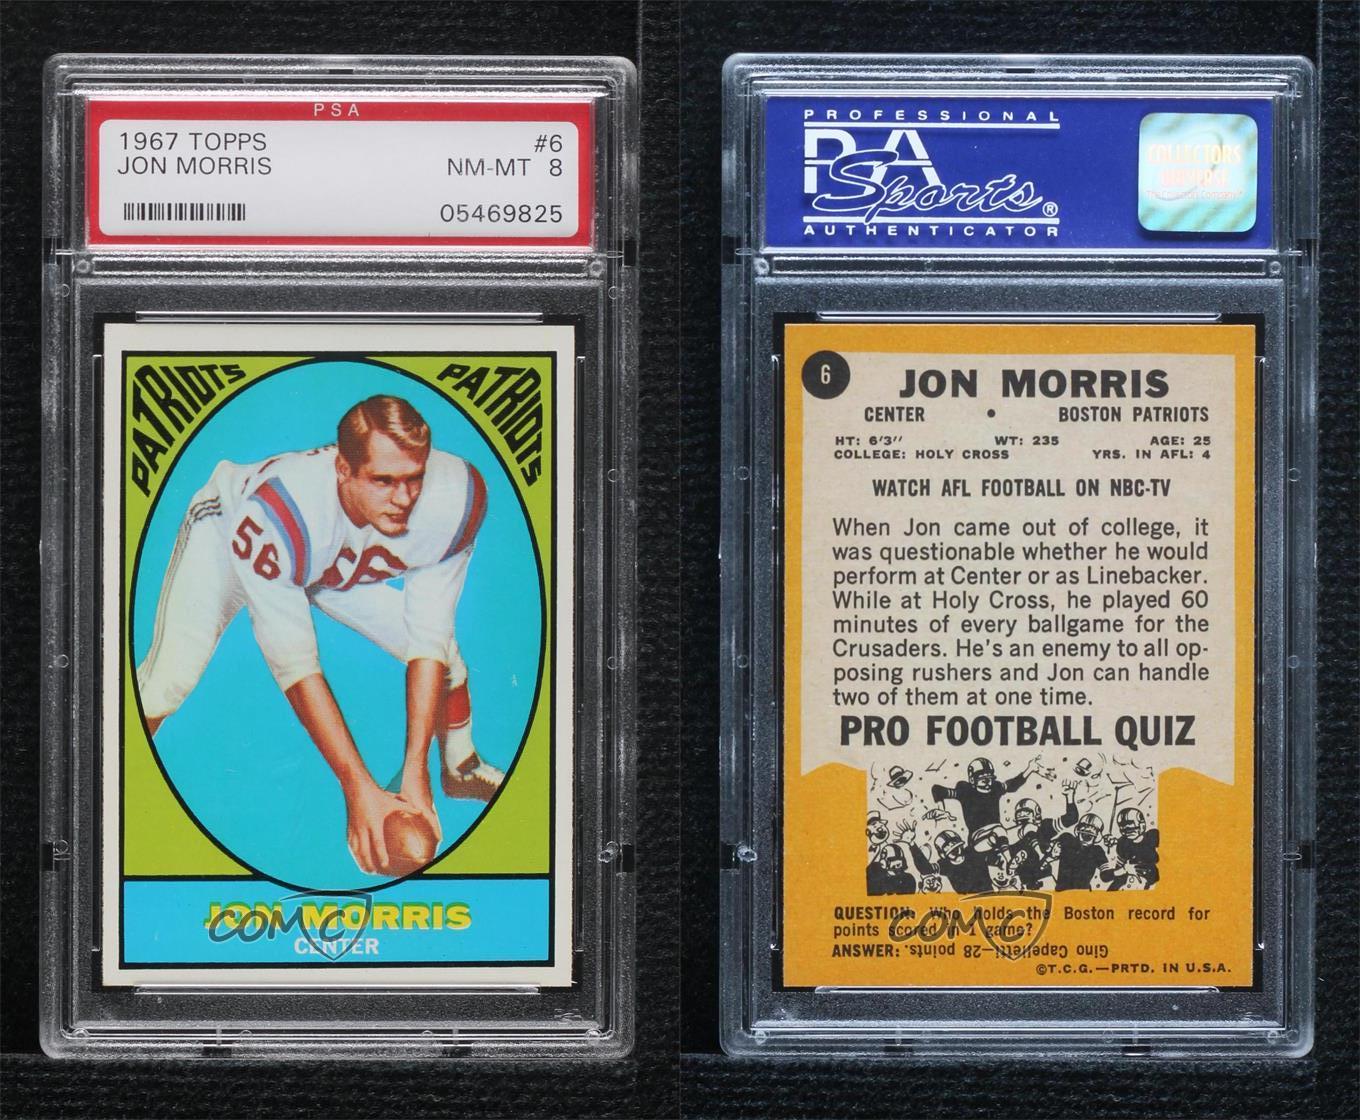 PSA
1967 TOPPS #6
JON MORRIS NM-MT 8
05469825
PATRIOTS PATRIOTS
56
56
JON MORRIS
CENTER
COMC
PROFESSIONAL
PSA
Sports®
AUTHENTICATOR
COLLECTORS
UNIVERSE
The Collectors Company™
6
JON MORRIS
CENTER • BOSTON PATRIOTS
HT: 6'3" WT: 235 AGE: 25
COLLEGE: HOLY CROSS YRS. IN AFL: 4
WATCH AFL FOOTBALL ON NBC-TV
When Jon came out of college, it
was questionable whether he would
perform at Center or as Linebacker.
While at Holy Cross, he played 60
minutes of every ballgame for the
Crusaders. He's an enemy to all op-
posing rushers and Jon can handle
two of them at one time.
PRO FOOTBALL QUIZ
QUESTION: Who holds the Boston record for
points scored in 1 game?
ANSWER: Gino Cappelletti—28 points.
©T.C.G.—PRTD. IN U.S.A.
COMC